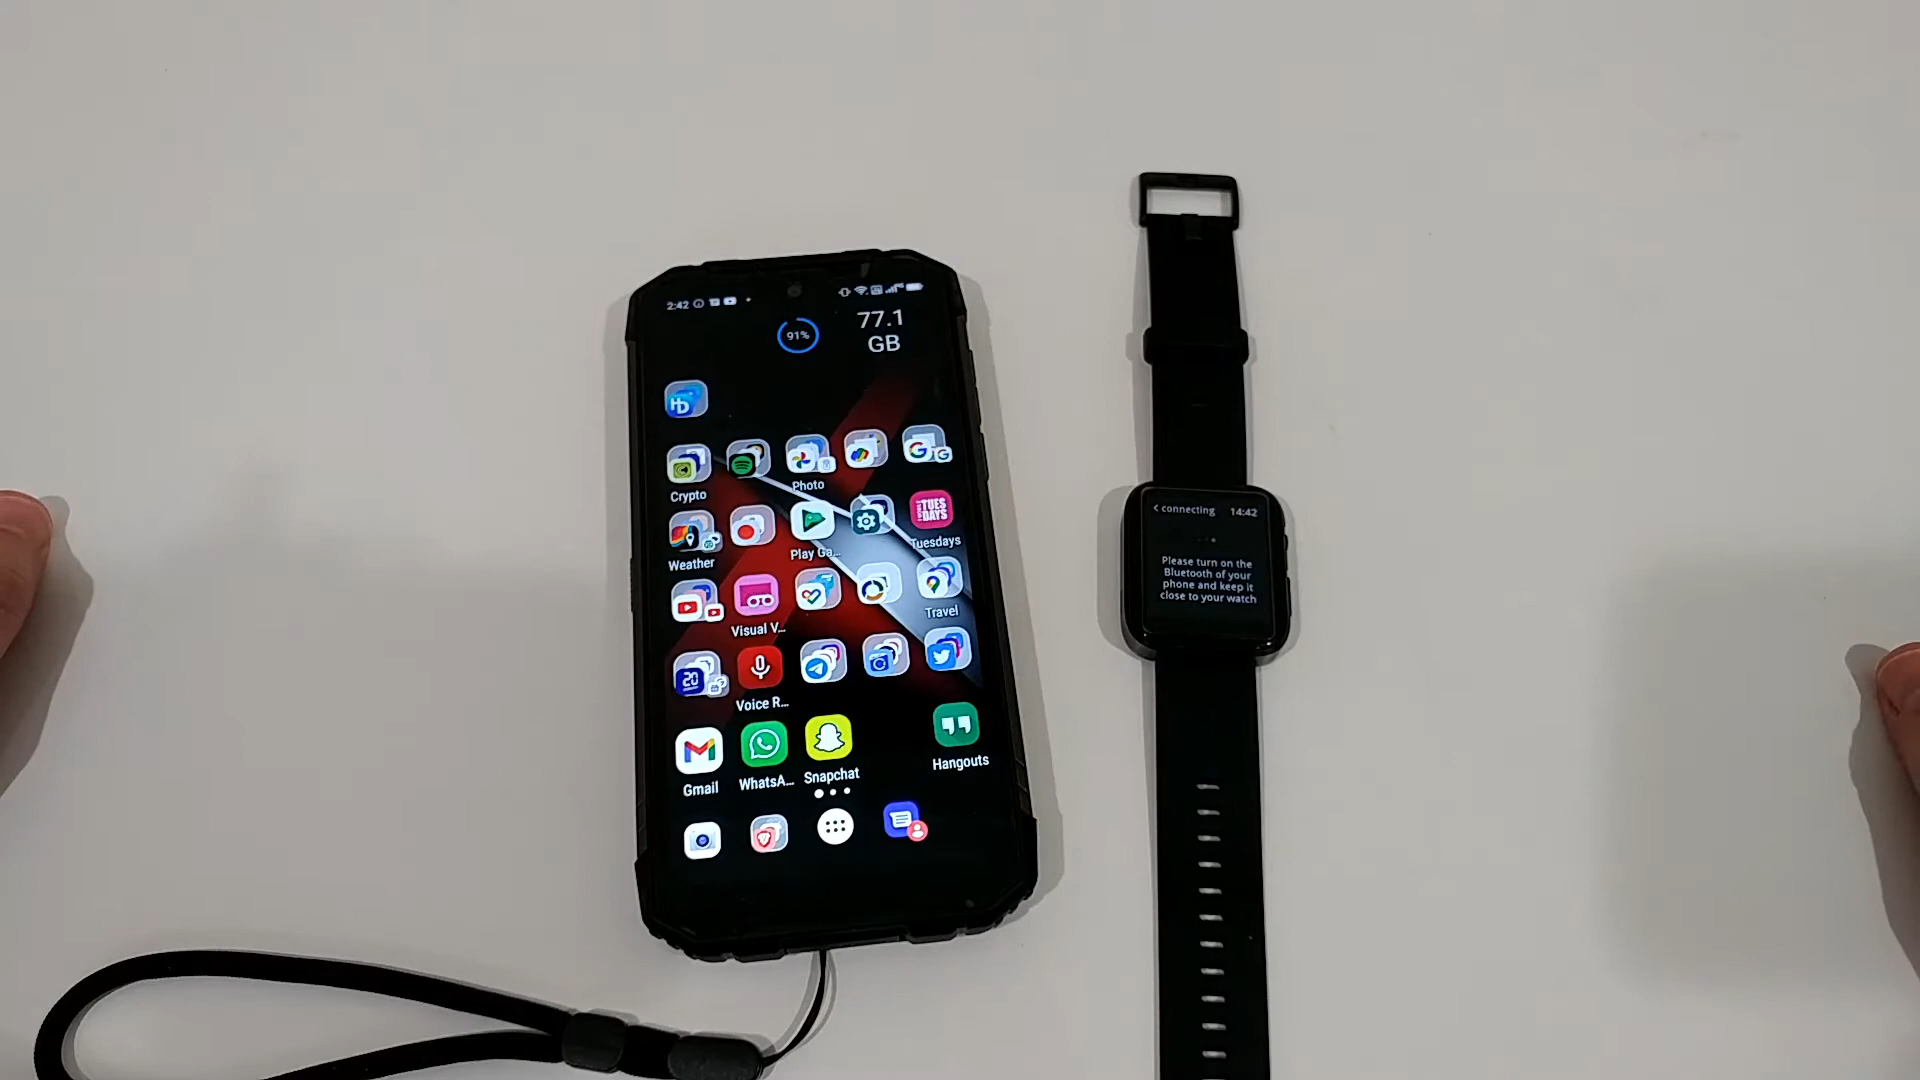 2:42
91%
77.1
GB
HD
Crypto
Photo
G
G
Weather
Play Ga...
TUES
DAYS
Tuesdays
Visual V...
Travel
20
Voice R...
Gmail
WhatsA...
Snapchat
Hangouts
< connecting 14:42
Please turn on the
Bluetooth of your
phone and keep it
close to your watch